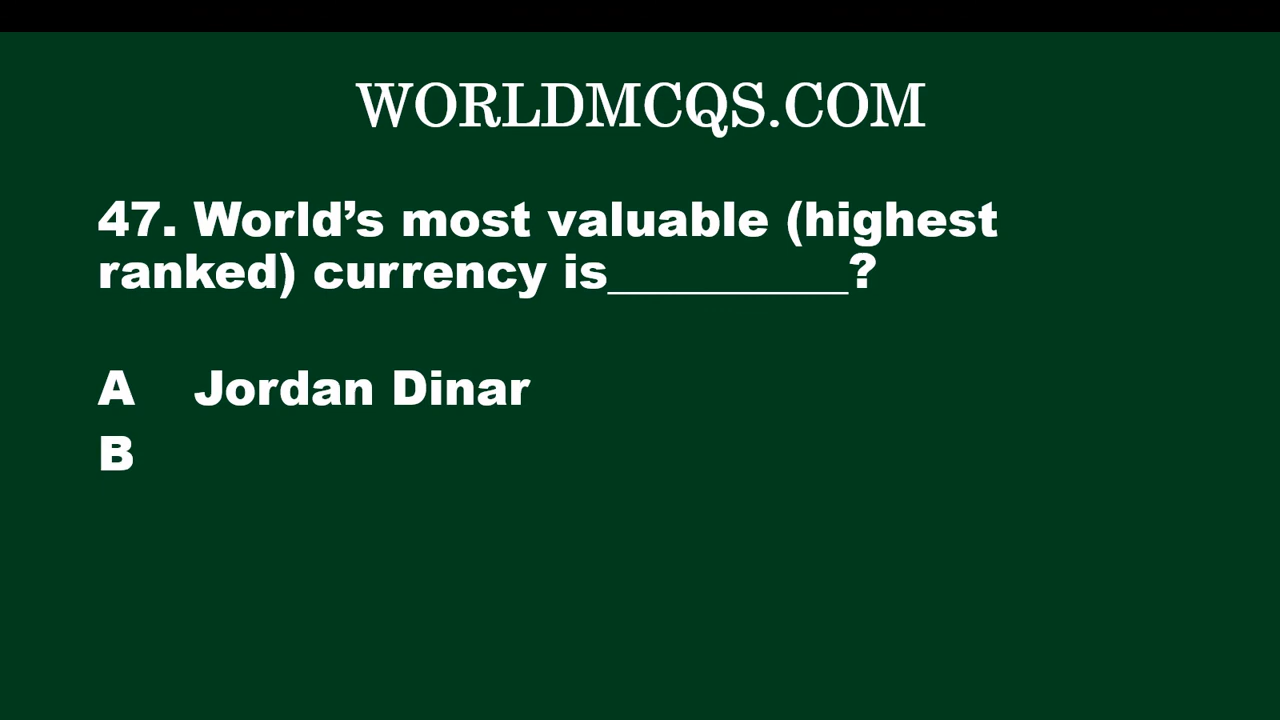 WORLDMCQS.COM
47. World’s most valuable (highest
ranked) currency is__________?
A Jordan Dinar
B